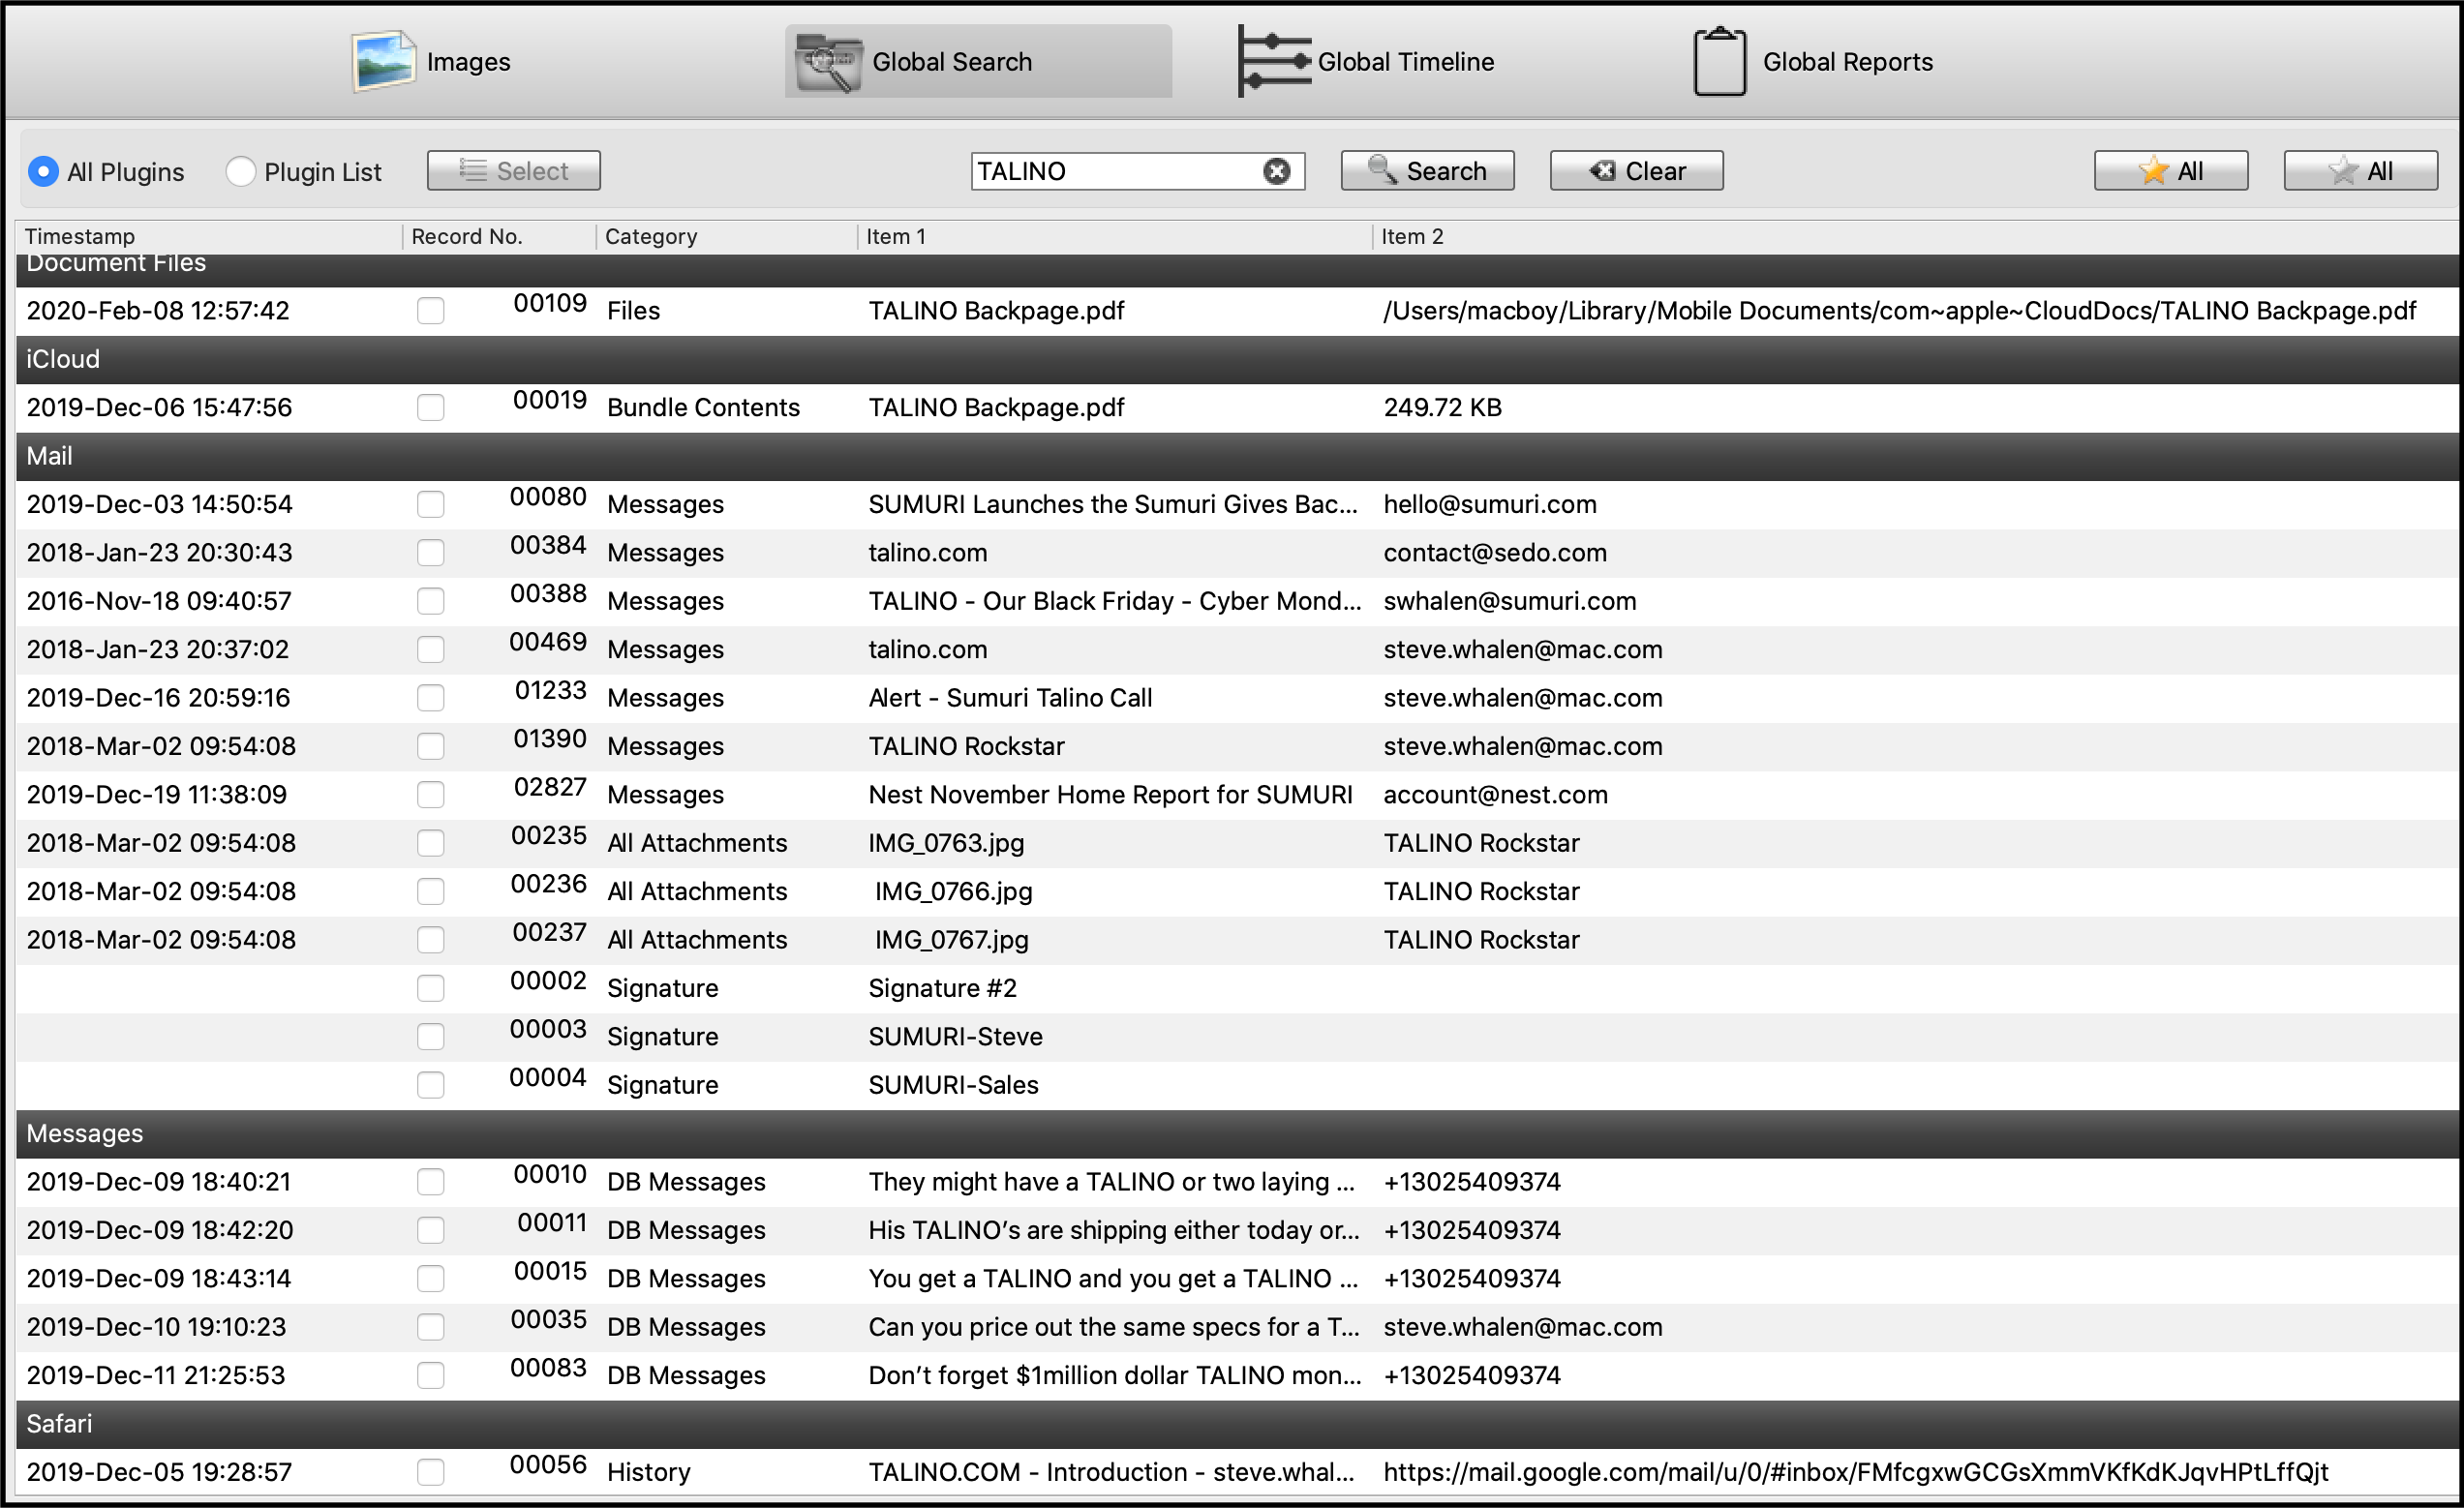 Images Global Search Global Timeline Global Reports
All Plugins Plugin List Select TALINO Search Clear All All
Timestamp Record No. Category Item 1 Item 2
Document Files
2020-Feb-08 12:57:42 00109 Files TALINO Backpage.pdf /Users/macboy/Library/Mobile Documents/com~apple~CloudDocs/TALINO Backpage.pdf
iCloud
2019-Dec-06 15:47:56 00019 Bundle Contents TALINO Backpage.pdf 249.72 KB
Mail
2019-Dec-03 14:50:54 00080 Messages SUMURI Launches the Sumuri Gives Bac... hello@sumuri.com
2018-Jan-23 20:30:43 00384 Messages talino.com contact@sedo.com
2016-Nov-18 09:40:57 00388 Messages TALINO - Our Black Friday - Cyber Mond... swhalen@sumuri.com
2018-Jan-23 20:37:02 00469 Messages talino.com steve.whalen@mac.com
2019-Dec-16 20:59:16 01233 Messages Alert - Sumuri Talino Call steve.whalen@mac.com
2018-Mar-02 09:54:08 01390 Messages TALINO Rockstar steve.whalen@mac.com
2019-Dec-19 11:38:09 02827 Messages Nest November Home Report for SUMURI account@nest.com
2018-Mar-02 09:54:08 00235 All Attachments IMG_0763.jpg TALINO Rockstar
2018-Mar-02 09:54:08 00236 All Attachments IMG_0766.jpg TALINO Rockstar
2018-Mar-02 09:54:08 00237 All Attachments IMG_0767.jpg TALINO Rockstar
00002 Signature Signature #2
00003 Signature SUMURI-Steve
00004 Signature SUMURI-Sales
Messages
2019-Dec-09 18:40:21 00010 DB Messages They might have a TALINO or two laying ... +13025409374
2019-Dec-09 18:42:20 00011 DB Messages His TALINO’s are shipping either today or... +13025409374
2019-Dec-09 18:43:14 00015 DB Messages You get a TALINO and you get a TALINO ... +13025409374
2019-Dec-10 19:10:23 00035 DB Messages Can you price out the same specs for a T... steve.whalen@mac.com
2019-Dec-11 21:25:53 00083 DB Messages Don’t forget $1million dollar TALINO mon... +13025409374
Safari
2019-Dec-05 19:28:57 00056 History TALINO.COM - Introduction - steve.whal... https://mail.google.com/mail/u/0/#inbox/FMfcgxwGCGsXmmVKfKdKJqvHPtLffQjt